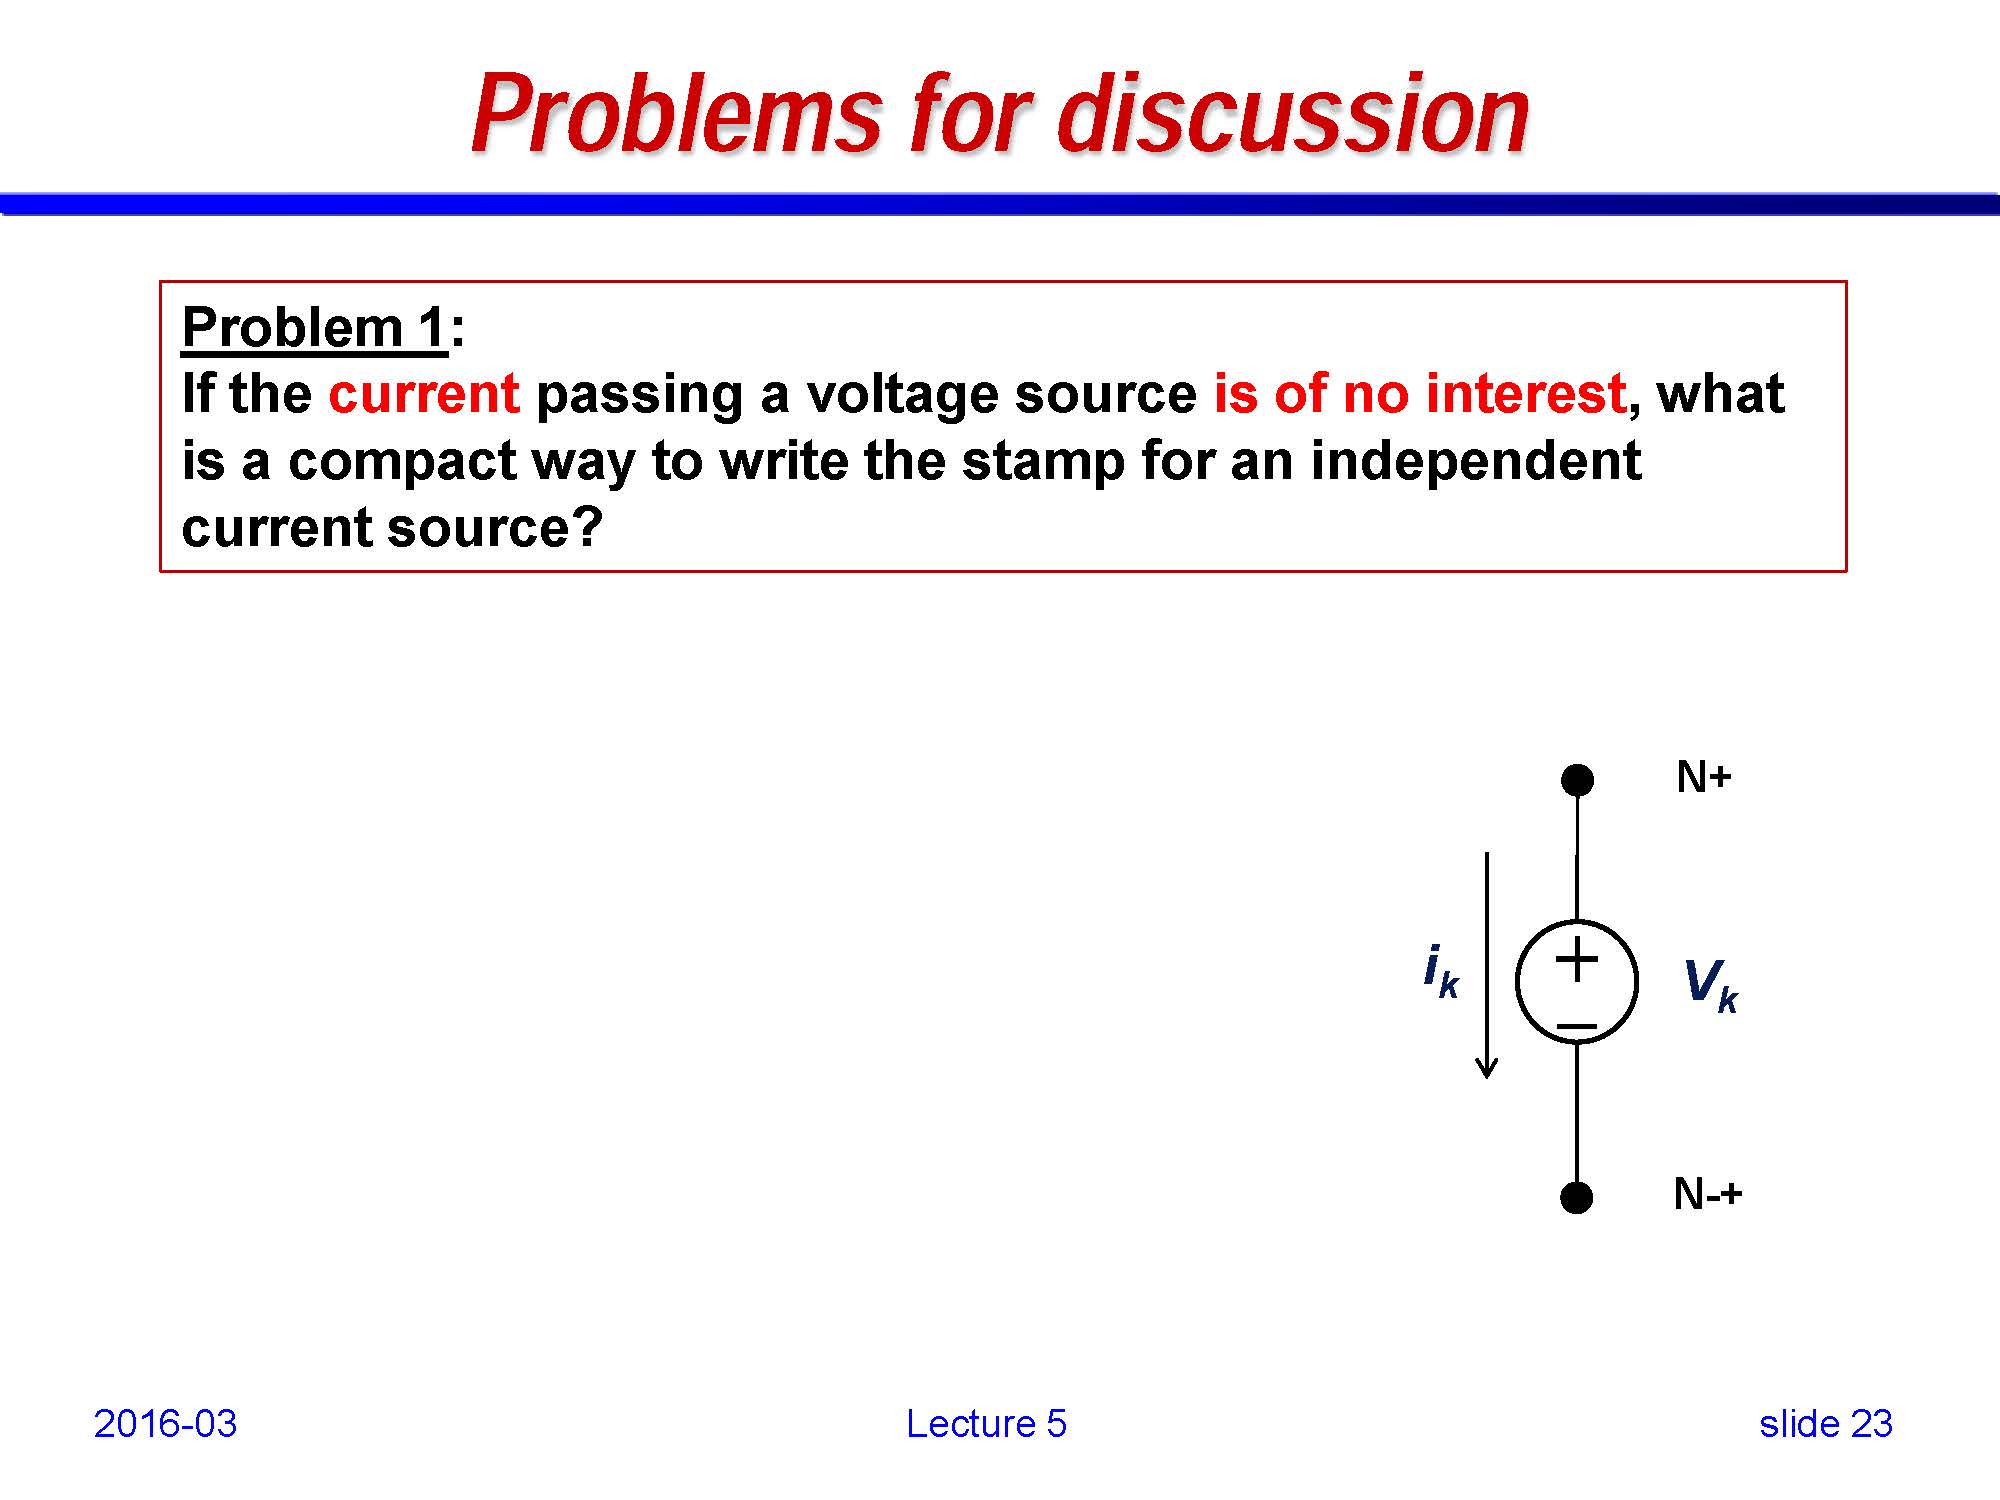 Problems for discussion
Problem 1:
If the current passing a voltage source is of no interest, what
is a compact way to write the stamp for an independent
current source?
N+
i_k
+
V_k
−
N-+
2016-03
Lecture 5
slide 23